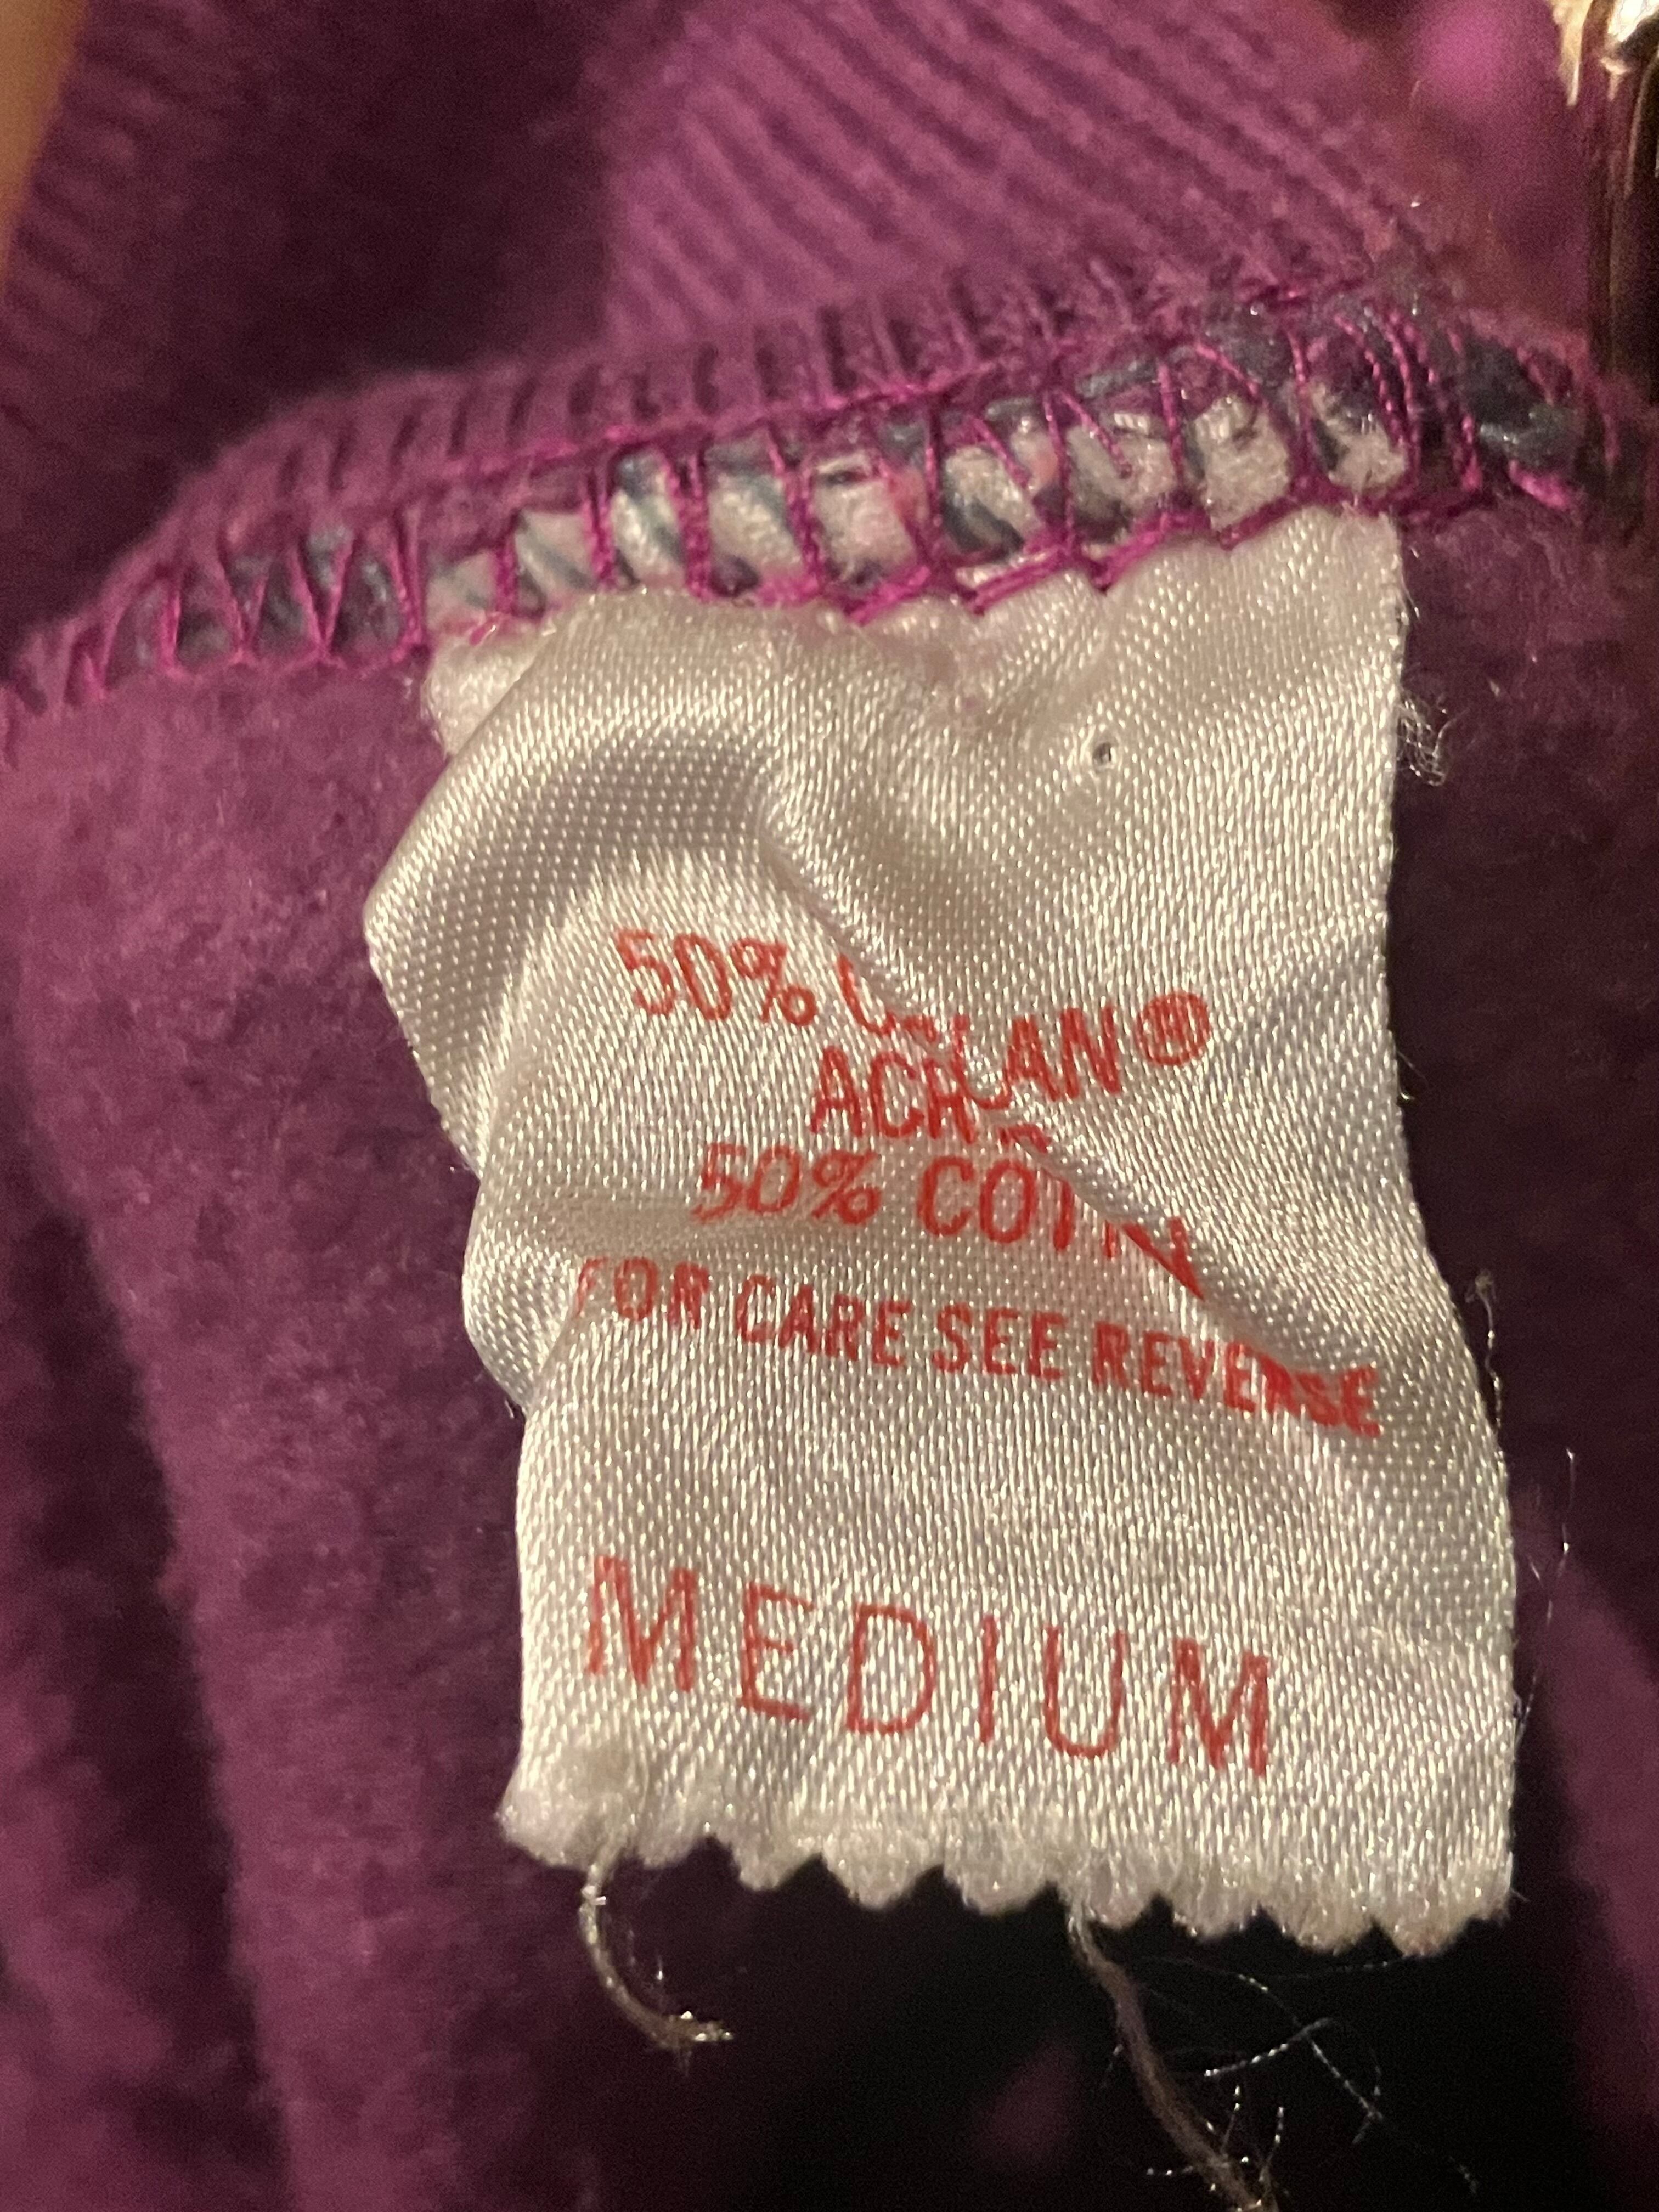 50%
50% COTTON
FOR CARE SEE REVERSE
MEDIUM